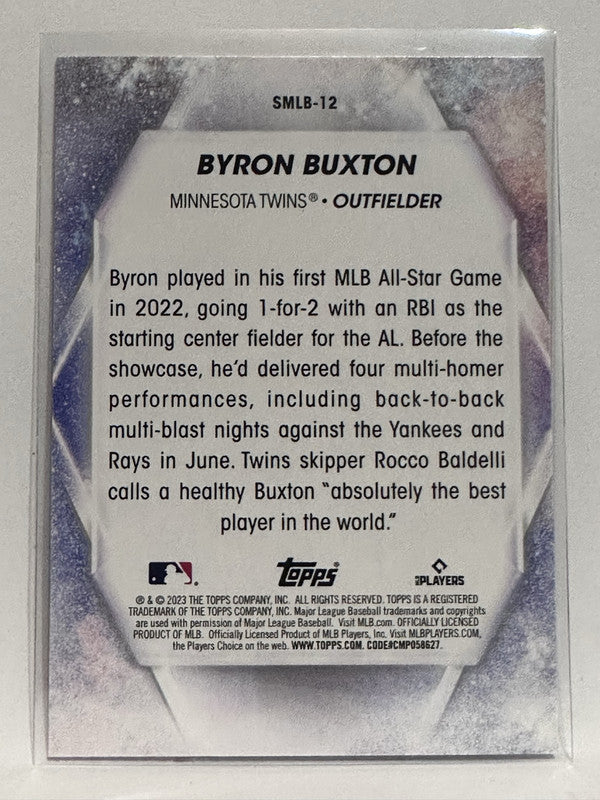 SMLB-12
BYRON BUXTON
MINNESOTA TWINS® • OUTFIELDER
Byron played in his first MLB All-Star Game
in 2022, going 1-for-2 with an RBI as the
starting center fielder for the AL. Before the
showcase, he'd delivered four multi-homer
performances, including back-to-back
multi-blast nights against the Yankees and
Rays in June. Twins skipper Rocco Baldelli
calls a healthy Buxton "absolutely the best
player in the world."
Topps®
MLB PLAYERS
® & © 2023 THE TOPPS COMPANY, INC. ALL RIGHTS RESERVED. TOPPS IS A REGISTERED
TRADEMARK OF THE TOPPS COMPANY, INC. Major League Baseball trademarks and copyrights
are used with permission of Major League Baseball. Visit MLB.com. OFFICIALLY LICENSED
PRODUCT OF MLB. Officially Licensed Product of MLB Players, Inc. Visit MLBPLAYERS.COM,
the Players Choice on the web. WWW.TOPPS.COM. CODE#CMP058627.